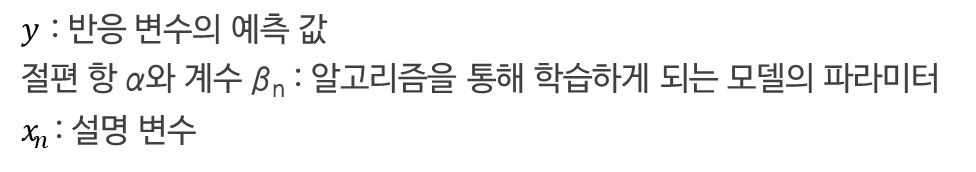 y : 반응 변수의 예측 값
절편 항 α와 계수 βn : 알고리즘을 통해 학습하게 되는 모델의 파라미터
xn : 설명 변수